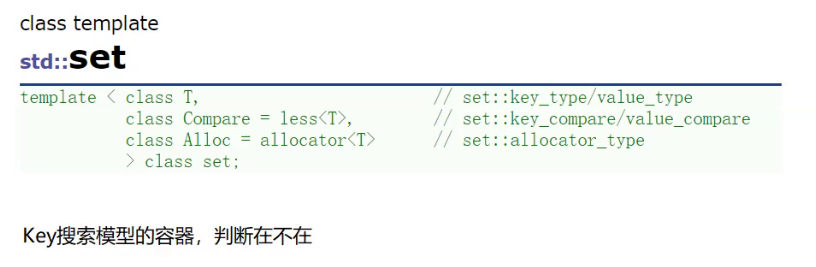 class template
std::set
template < class T,                        // set::key_type/value_type
           class Compare = less<T>,        // set::key_compare/value_compare
           class Alloc = allocator<T>      // set::allocator_type
           > class set;
Key搜索模型的容器，判断在不在